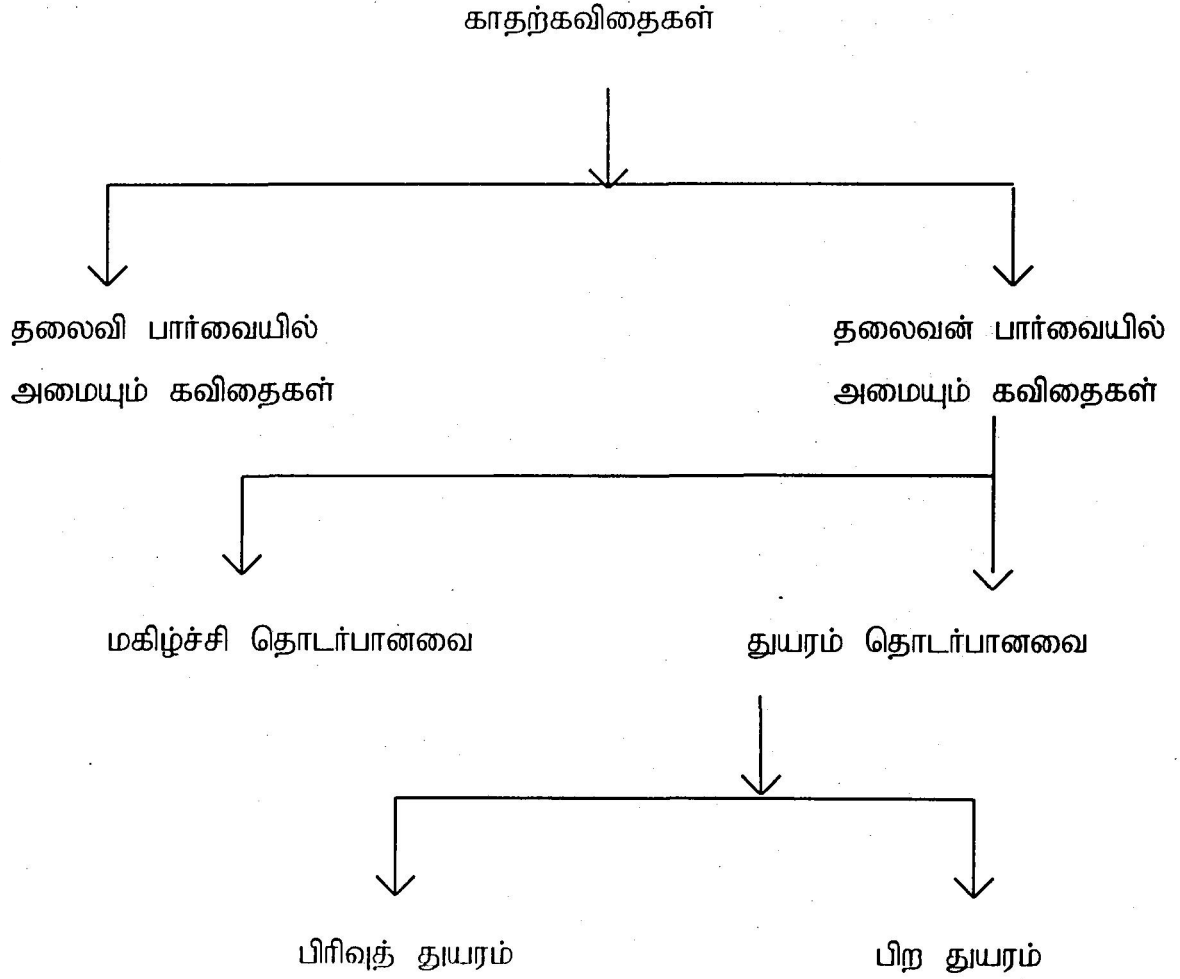 காதற்கவிதைகள்
தலைவி பார்வையில்
அமையும் கவிதைகள்
தலைவன் பார்வையில்
அமையும் கவிதைகள்
மகிழ்ச்சி தொடர்பானவை
துயரம் தொடர்பானவை
பிரிவுத் துயரம்
பிற துயரம்